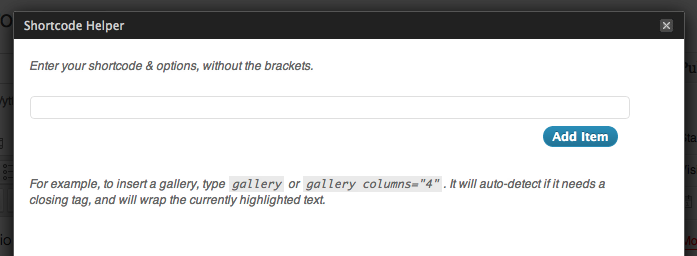 Shortcode Helper
Enter your shortcode & options, without the brackets.
Add Item
For example, to insert a gallery, type gallery or gallery columns="4" . It will auto-detect if it needs a
closing tag, and will wrap the currently highlighted text.